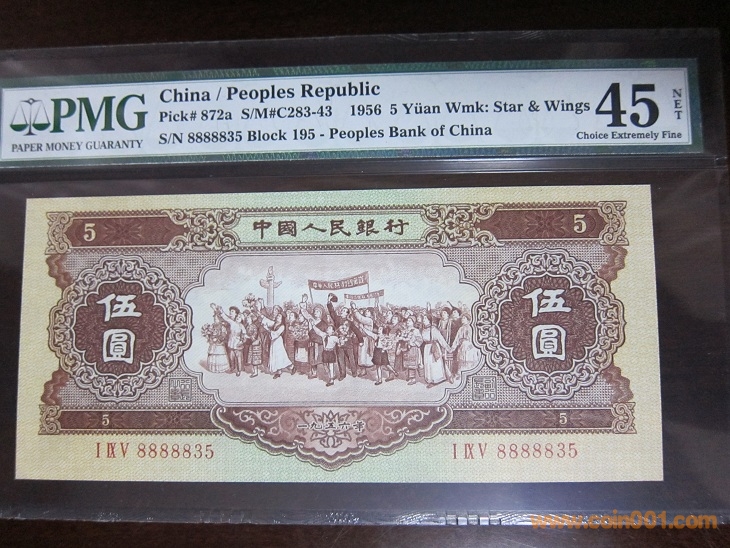 PMG
PAPER MONEY GUARANTY
China / Peoples Republic
Pick# 872a S/M#C283-43 1956 5 Yüan Wmk: Star & Wings
S/N 8888835 Block 195 - Peoples Bank of China
45
NET
Choice Extremely Fine
5
中國人民銀行
5
伍圓
伍圓
5
一九五六年
5
I IX V 8888835
I IX V 8888835
www.coin001.com